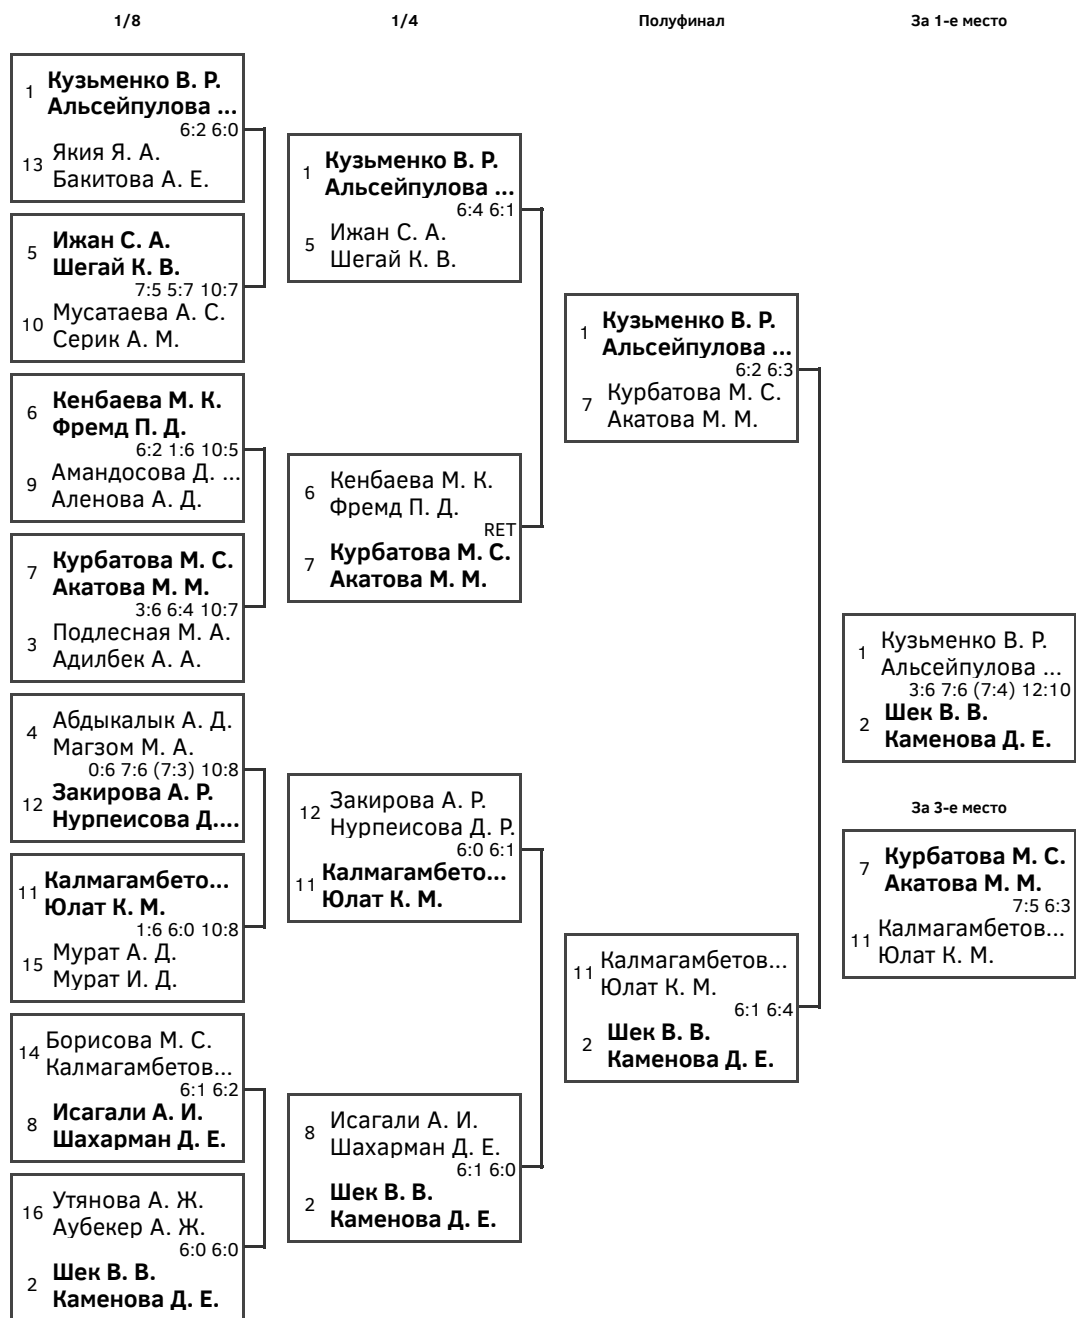 1/8
1/4
Полуфинал
За 1-е место
1
Кузьменко В. Р.
Альсейпулова ...
6:2 6:0
13
Якия Я. А.
Бакитова А. Е.
5
Ижан С. А.
Шегай К. В.
7:5 5:7 10:7
10
Мусатаева А. С.
Серик А. М.
6
Кенбаева М. К.
Фремд П. Д.
6:2 1:6 10:5
9
Амандосова Д. ...
Аленова А. Д.
7
Курбатова М. С.
Акатова М. М.
3:6 6:4 10:7
3
Подлесная М. А.
Адилбек А. А.
4
Абдыкалык А. Д.
Магзом М. А.
0:6 7:6 (7:3) 10:8
12
Закирова А. Р.
Нурпеисова Д....
11
Калмагамбето...
Юлат К. М.
1:6 6:0 10:8
15
Мурат А. Д.
Мурат И. Д.
14
Борисова М. С.
Калмагамбетов...
6:1 6:2
8
Исагали А. И.
Шахарман Д. Е.
16
Утянова А. Ж.
Аубекер А. Ж.
6:0 6:0
2
Шек В. В.
Каменова Д. Е.
1
Кузьменко В. Р.
Альсейпулова ...
6:4 6:1
5
Ижан С. А.
Шегай К. В.
6
Кенбаева М. К.
Фремд П. Д.
RET
7
Курбатова М. С.
Акатова М. М.
12
Закирова А. Р.
Нурпеисова Д. Р.
6:0 6:1
11
Калмагамбето...
Юлат К. М.
8
Исагали А. И.
Шахарман Д. Е.
6:1 6:0
2
Шек В. В.
Каменова Д. Е.
1
Кузьменко В. Р.
Альсейпулова ...
6:2 6:3
7
Курбатова М. С.
Акатова М. М.
11
Калмагамбетов...
Юлат К. М.
6:1 6:4
2
Шек В. В.
Каменова Д. Е.
1
Кузьменко В. Р.
Альсейпулова ...
3:6 7:6 (7:4) 12:10
2
Шек В. В.
Каменова Д. Е.
За 3-е место
7
Курбатова М. С.
Акатова М. М.
7:5 6:3
11
Калмагамбетов...
Юлат К. М.